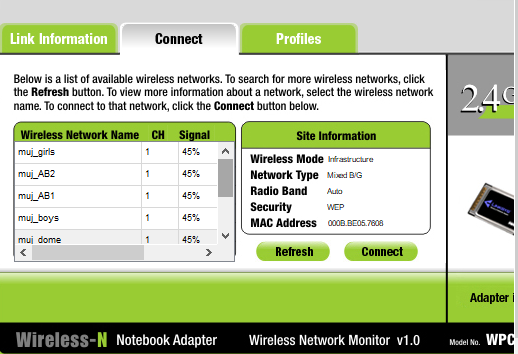 Link Information
Connect
Profiles
Below is a list of available wireless networks. To search for more wireless networks, click
the Refresh button. To view more information about a network, select the wireless network
name. To connect to that network, click the Connect button below.
Wireless Network Name CH Signal
muj_girls 1 45%
muj_AB2 1 45%
muj_AB1 1 45%
muj_boys 1 45%
muj_dome 1 45%
Site Information
Wireless Mode Infrastructure
Network Type Mixed B/G
Radio Band Auto
Security WEP
MAC Address 000B.BE05.7808
Refresh
Connect
2.4G
Adapter i
Wireless-N Notebook Adapter Wireless Network Monitor v1.0 Model No. WPC